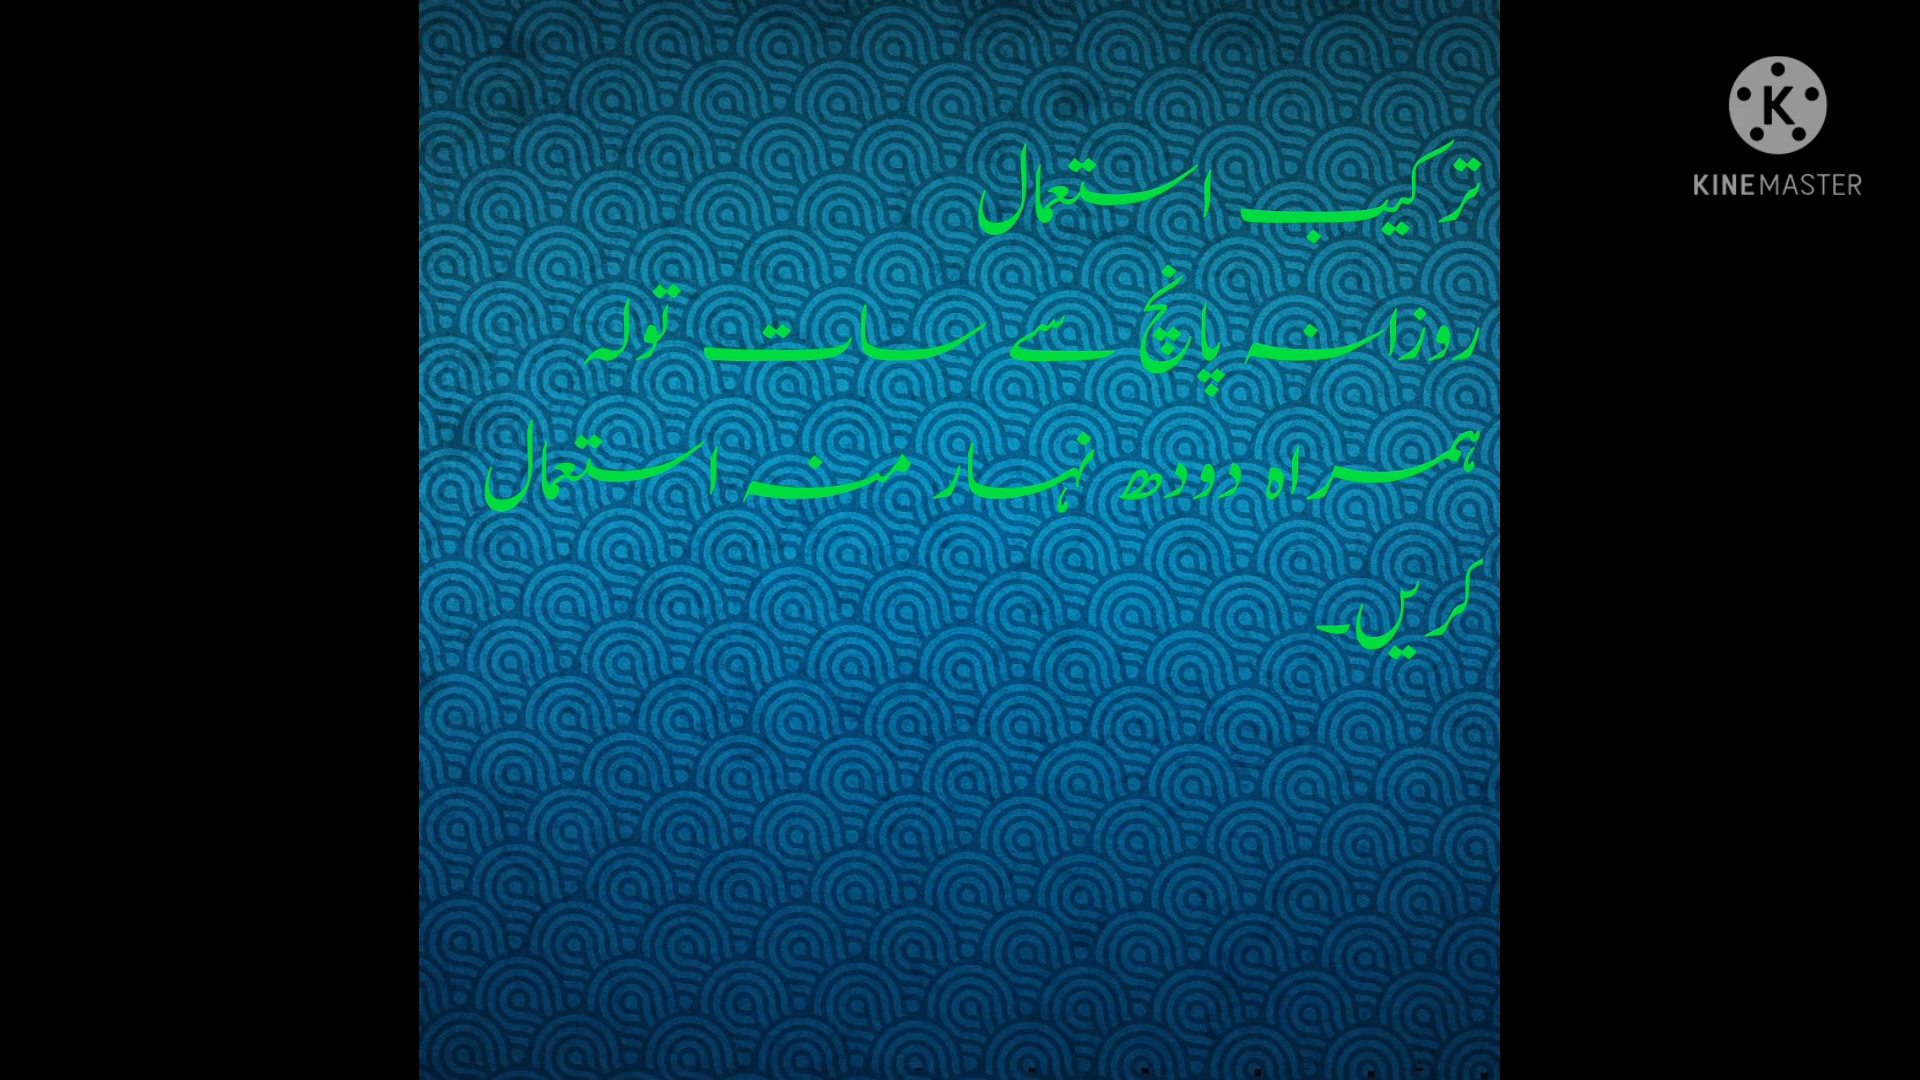 ترکیب استعمال
روزانہ پانچ سے سات تولہ
ہمراہ دودھ نہار منہ استعمال
کریں۔
KINEMASTER